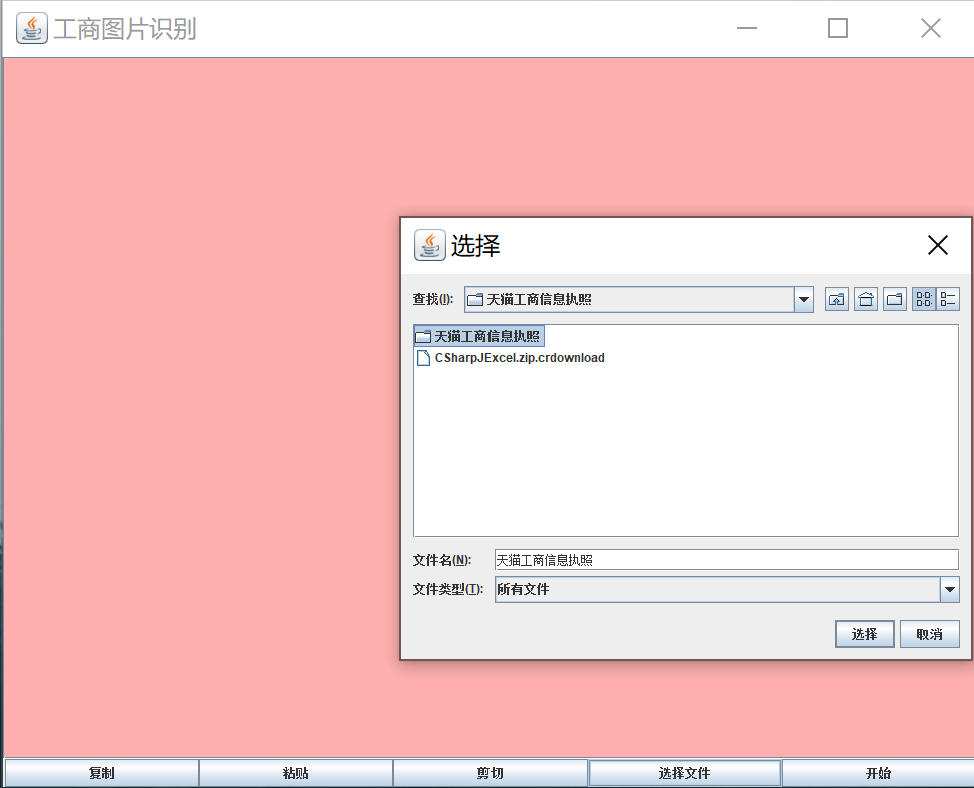 工商图片识别
选择
查找(I):
天猫工商信息执照
天猫工商信息执照
CSharpJExcel.zip.crdownload
文件名(N):
天猫工商信息执照
文件类型(T):
所有文件
选择
取消
复制
粘贴
剪切
选择文件
开始